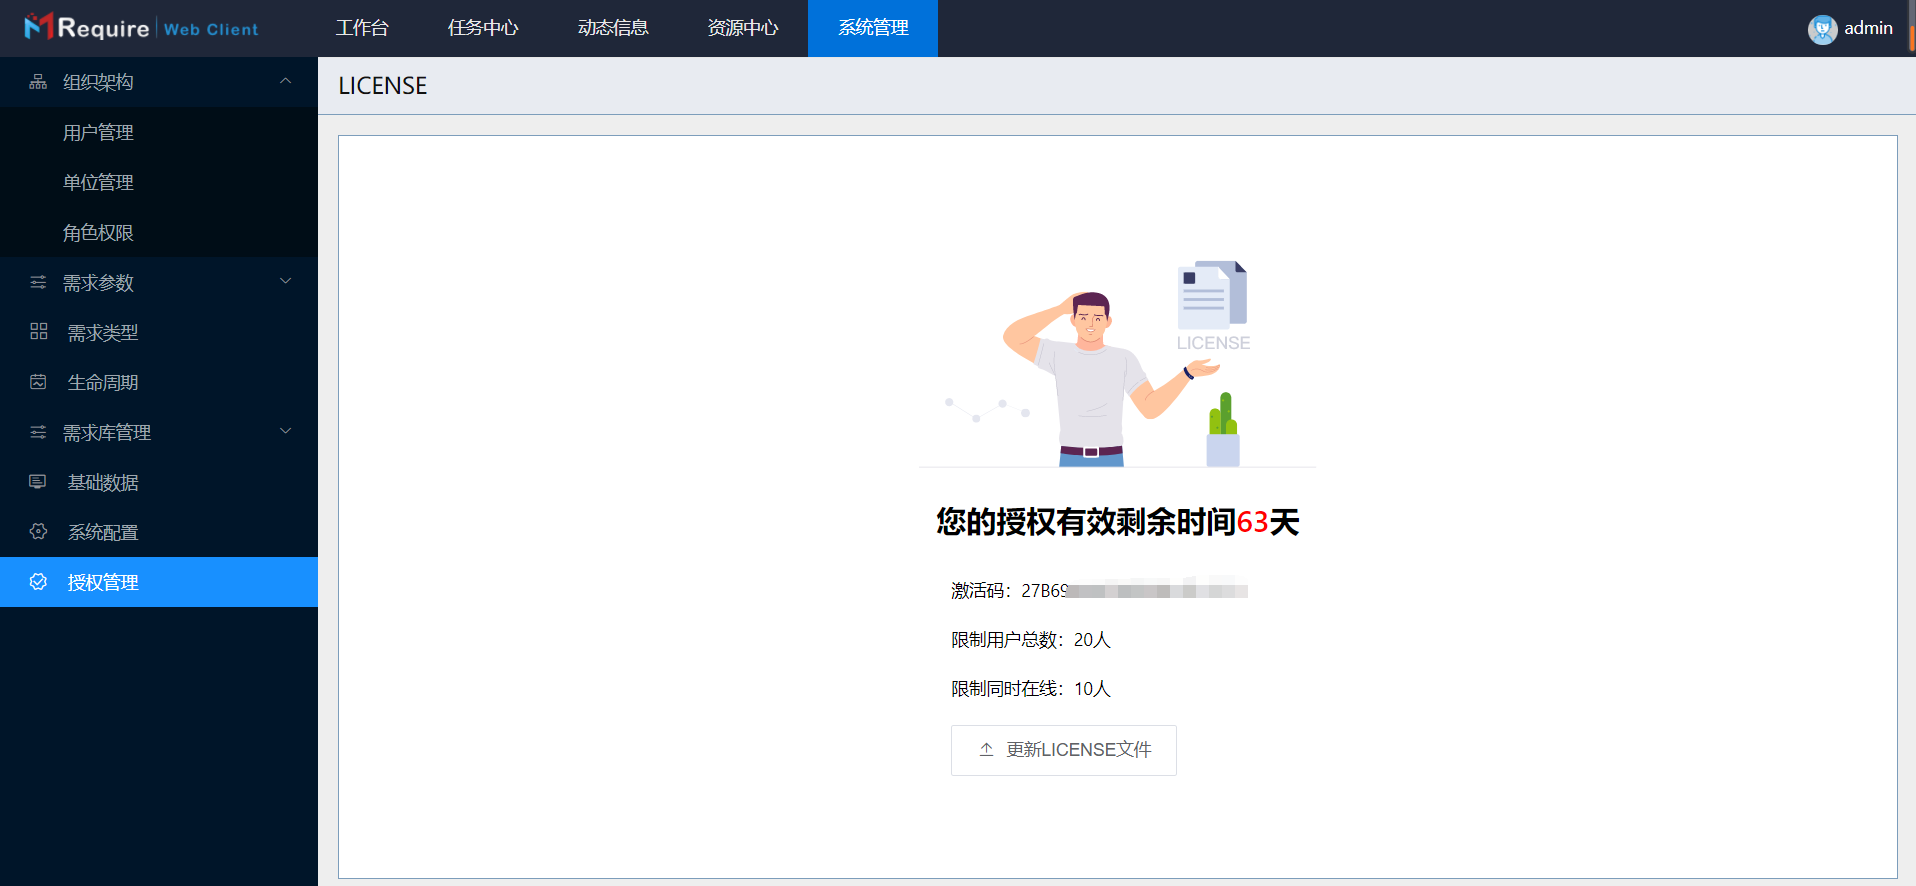 MRequire Web Client
工作台 任务中心 动态信息 资源中心 系统管理
admin
组织架构
用户管理
单位管理
角色权限
需求参数
需求类型
生命周期
需求库管理
基础数据
系统配置
授权管理
LICENSE
LICENSE
您的授权有效剩余时间63天
激活码：27B69
限制用户总数：20人
限制同时在线：10人
更新LICENSE文件